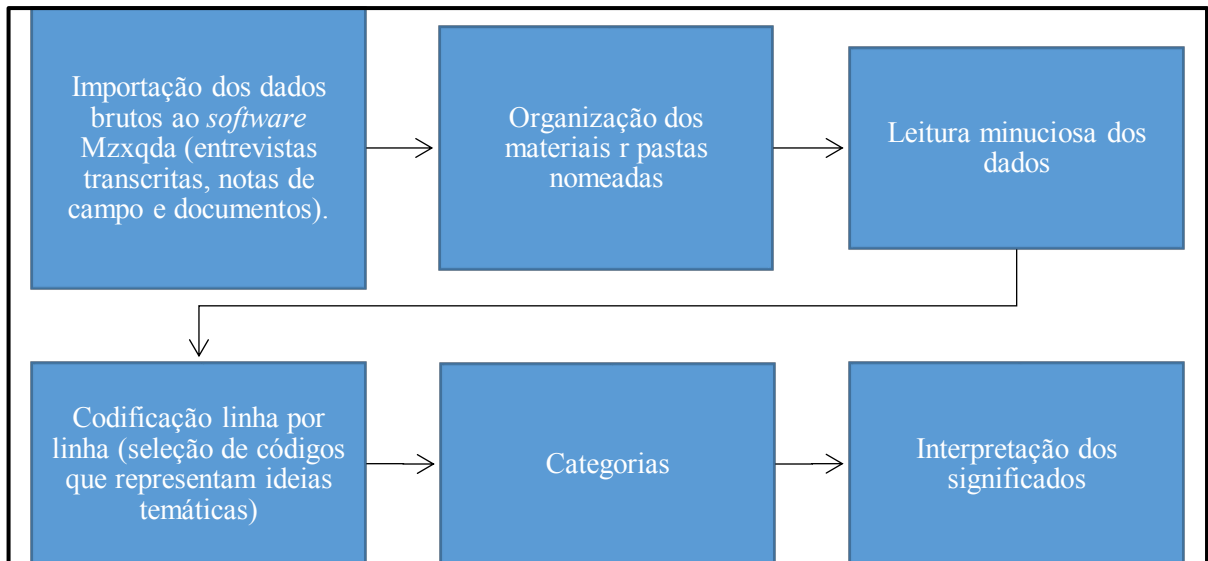 Importação dos dados
brutos ao software
Mzxqda (entrevistas
transcritas, notas de
campo e documentos).
Organização dos
materiais r pastas
nomeadas
Leitura minuciosa dos
dados
Codificação linha por
linha (seleção de códigos
que representam ideias
temáticas)
Categorias
Interpretação dos
significados